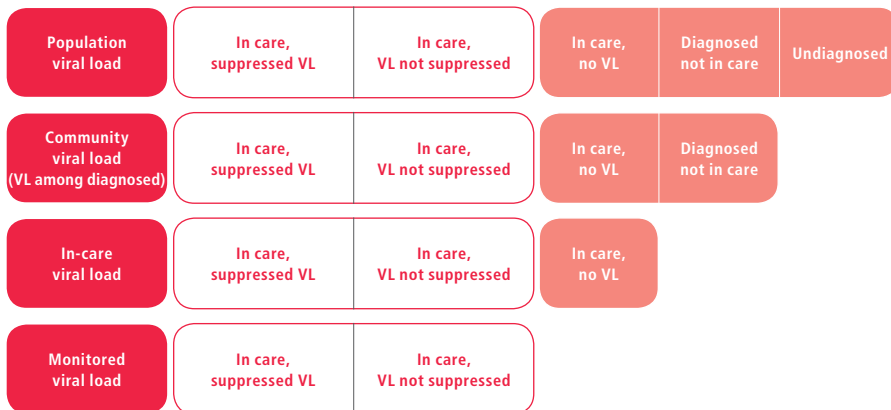 Population
viral load
In care,
suppressed VL
In care,
VL not suppressed
In care,
no VL
Diagnosed
not in care
Undiagnosed
Community
viral load
(VL among diagnosed)
In care,
suppressed VL
In care,
VL not suppressed
In care,
no VL
Diagnosed
not in care
In-care
viral load
In care,
suppressed VL
In care,
VL not suppressed
In care,
no VL
Monitored
viral load
In care,
suppressed VL
In care,
VL not suppressed